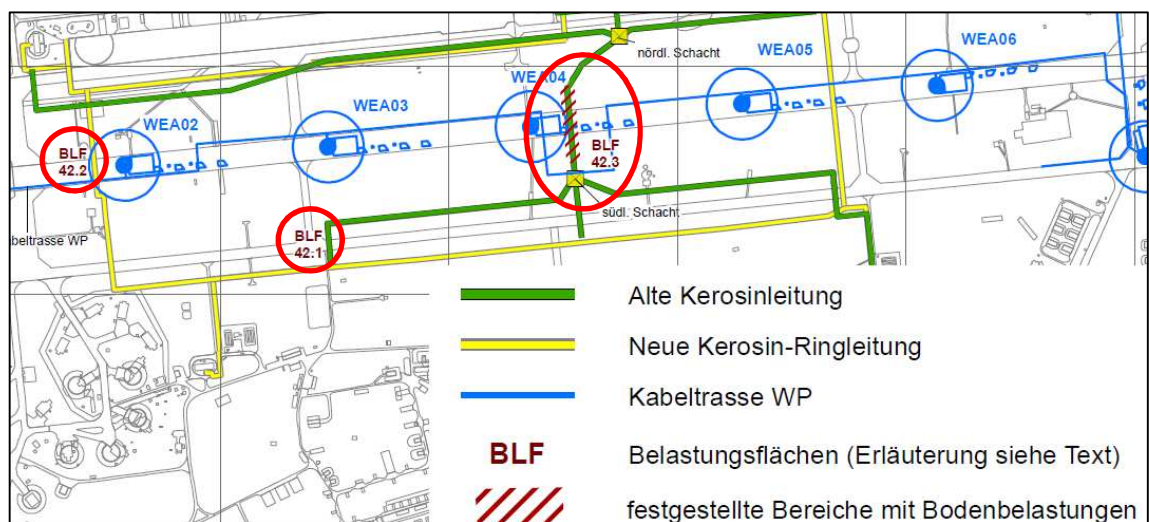 WEA05
WEA06
nördl. Schacht
WEA04
WEA03
WEA02
BLF
42.2
BLF
42.3
südl. Schacht
BLF
42.1
beltrasse WP
Alte Kerosinleitung
Neue Kerosin-Ringleitung
Kabeltrasse WP
BLF
Belastungsflächen (Erläuterung siehe Text)
festgestellte Bereiche mit Bodenbelastungen